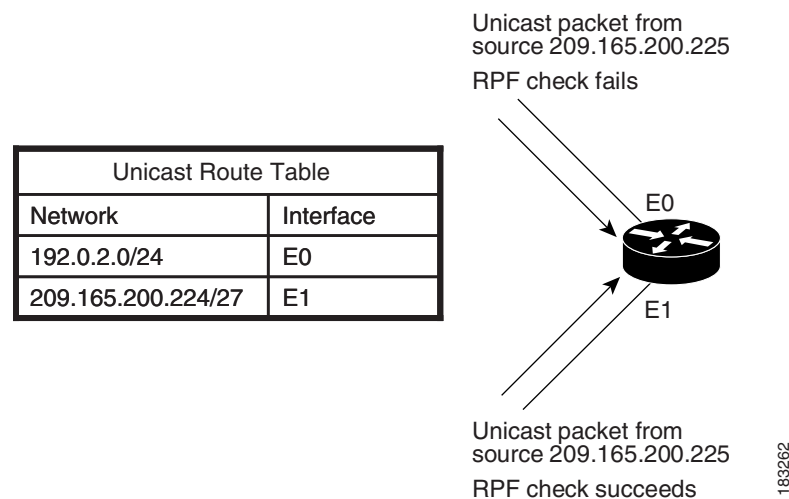 Unicast packet from
source 209.165.200.225
RPF check fails
Unicast Route Table
Network Interface
192.0.2.0/24 E0
209.165.200.224/27 E1
E0
E1
Unicast packet from
source 209.165.200.225
RPF check succeeds
183262